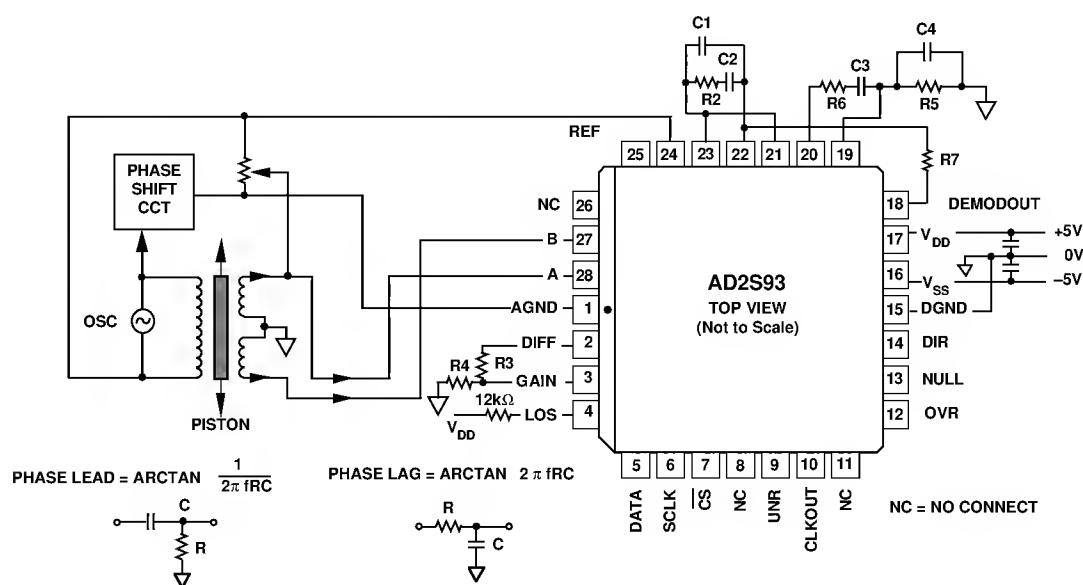 C1
C2
R2
C3
C4
R6
R5
REF
25 24 23 22 21 20 19
R7
PHASE
SHIFT
CCT
NC 26
B 27
A 28
AGND 1
DIFF 2
GAIN 3
LOS 4
18 DEMODOUT
17 VDD +5V
0V
16 VSS –5V
15 DGND
14 DIR
13 NULL
12 OVR
AD2S93
TOP VIEW
(Not to Scale)
OSC
PISTON
R4
R3
12kΩ
VDD
5 6 7 8 9 10 11
DATA
SCLK
CS
NC
UNR
CLKOUT
NC
NC = NO CONNECT
PHASE LEAD = ARCTAN 1
2π fRC
C
R
PHASE LAG = ARCTAN 2 π fRC
R
C